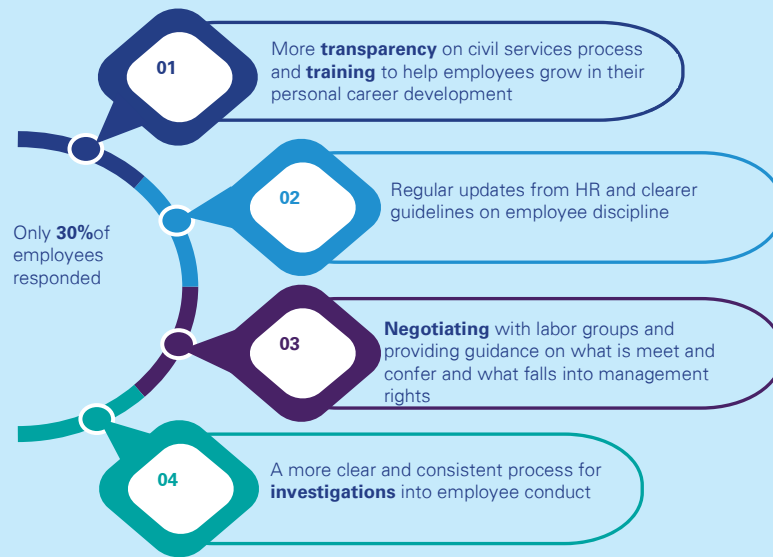 01
More transparency on civil services process
and training to help employees grow in their
personal career development
02
Regular updates from HR and clearer
guidelines on employee discipline
Only 30%of
employees
responded
03
Negotiating with labor groups and
providing guidance on what is meet and
confer and what falls into management
rights
04
A more clear and consistent process for
investigations into employee conduct